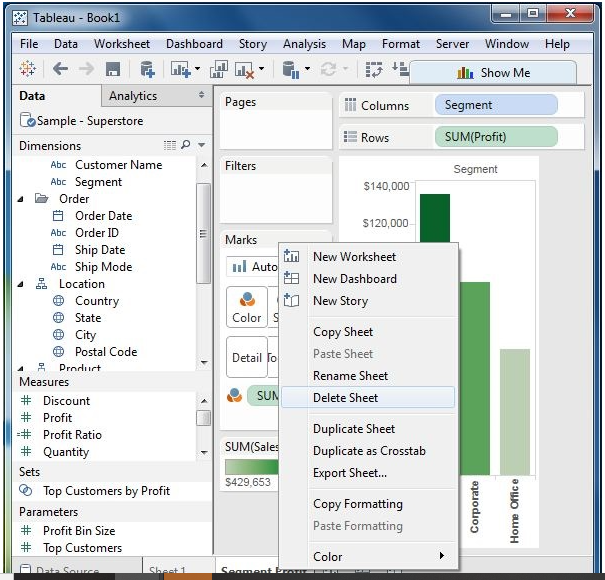 Tableau - Book1
File Data Worksheet Dashboard Story Analysis Map Format Server Window Help
Show Me
Data Analytics
Sample - Superstore
Dimensions
Abc Customer Name
Abc Segment
Order
Order Date
Abc Order ID
Ship Date
Abc Ship Mode
Location
Country
State
City
Postal Code
Product
Measures
Discount
Profit
Profit Ratio
Quantity
Sets
Top Customers by Profit
Parameters
Profit Bin Size
Top Customers
Data Source Sheet 1 Segment Profit
Pages
Filters
Marks
Auto
Color
Detail
SUM(Sales
$429,653
Columns Segment
Rows SUM(Profit)
Segment
$140,000
$120,000
Corporate
Home Office
New Worksheet
New Dashboard
New Story
Copy Sheet
Paste Sheet
Rename Sheet
Delete Sheet
Duplicate Sheet
Duplicate as Crosstab
Export Sheet...
Copy Formatting
Paste Formatting
Color